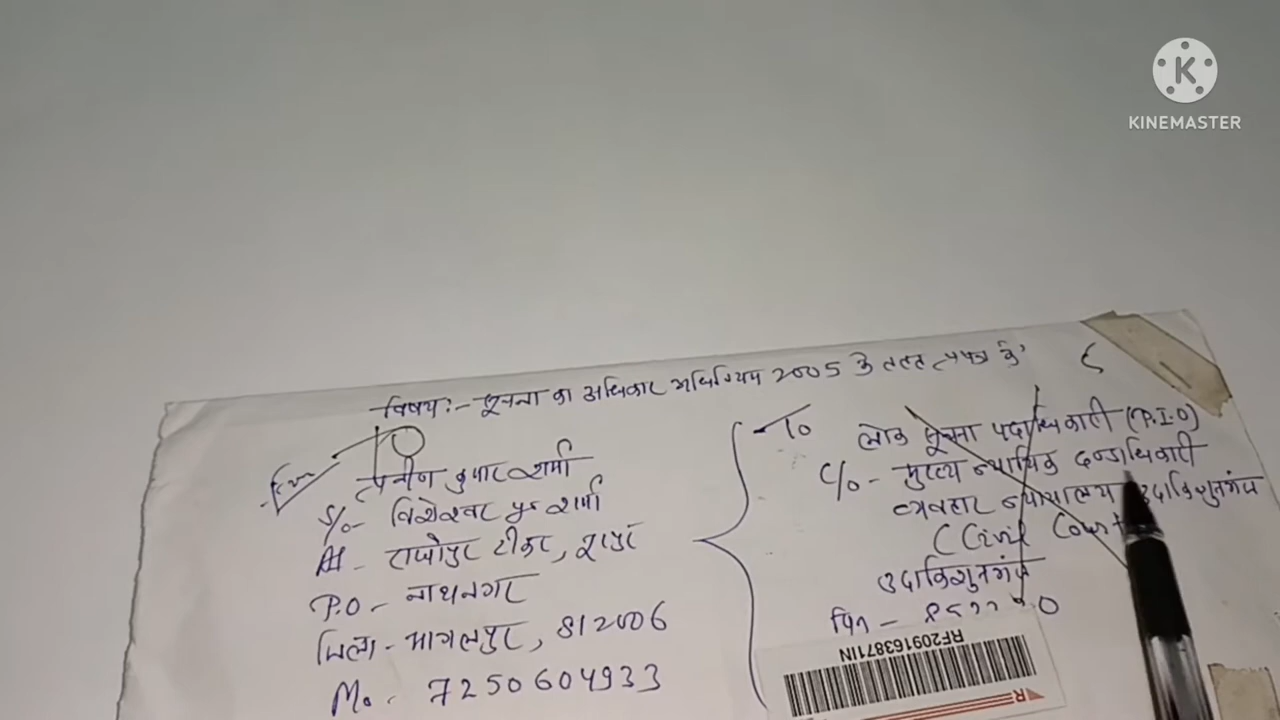 KINEMASTER
विषय:- सूचना का अधिकार अधिनियम 2005 के तहत प्रपत्र के
From
प्रवीण कुमार शर्मा
S/o- विशेश्वर प्र० शर्मा
At -
P.O - नाथनगर
जिला - भागलपुर, 812006
Mo - 7250604933
To
लोक सूचना पदाधिकारी (P.I.O)
C/o - मुख्य न्यायिक दण्डाधिकारी
व्यवहार न्यायालय उदाकिशुनगंज
(Civil Court
उदाकिशुनगंज
पिन -
RF209163871IN
R